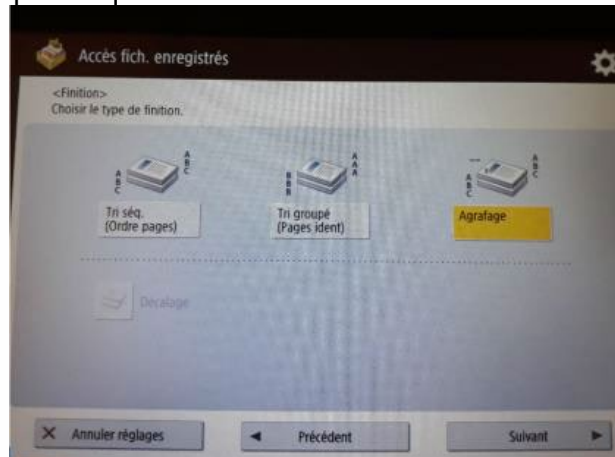 Accès fich. enregistrés
<Finition>
Choisir le type de finition.
A
B
C
A
B
C
B
B
B
A
A
A
A
B
C
A
B
C
Tri séq.
(Ordre pages)
Tri groupé
(Pages ident)
Agrafage
Décalage
Annuler réglages
Précédent
Suivant